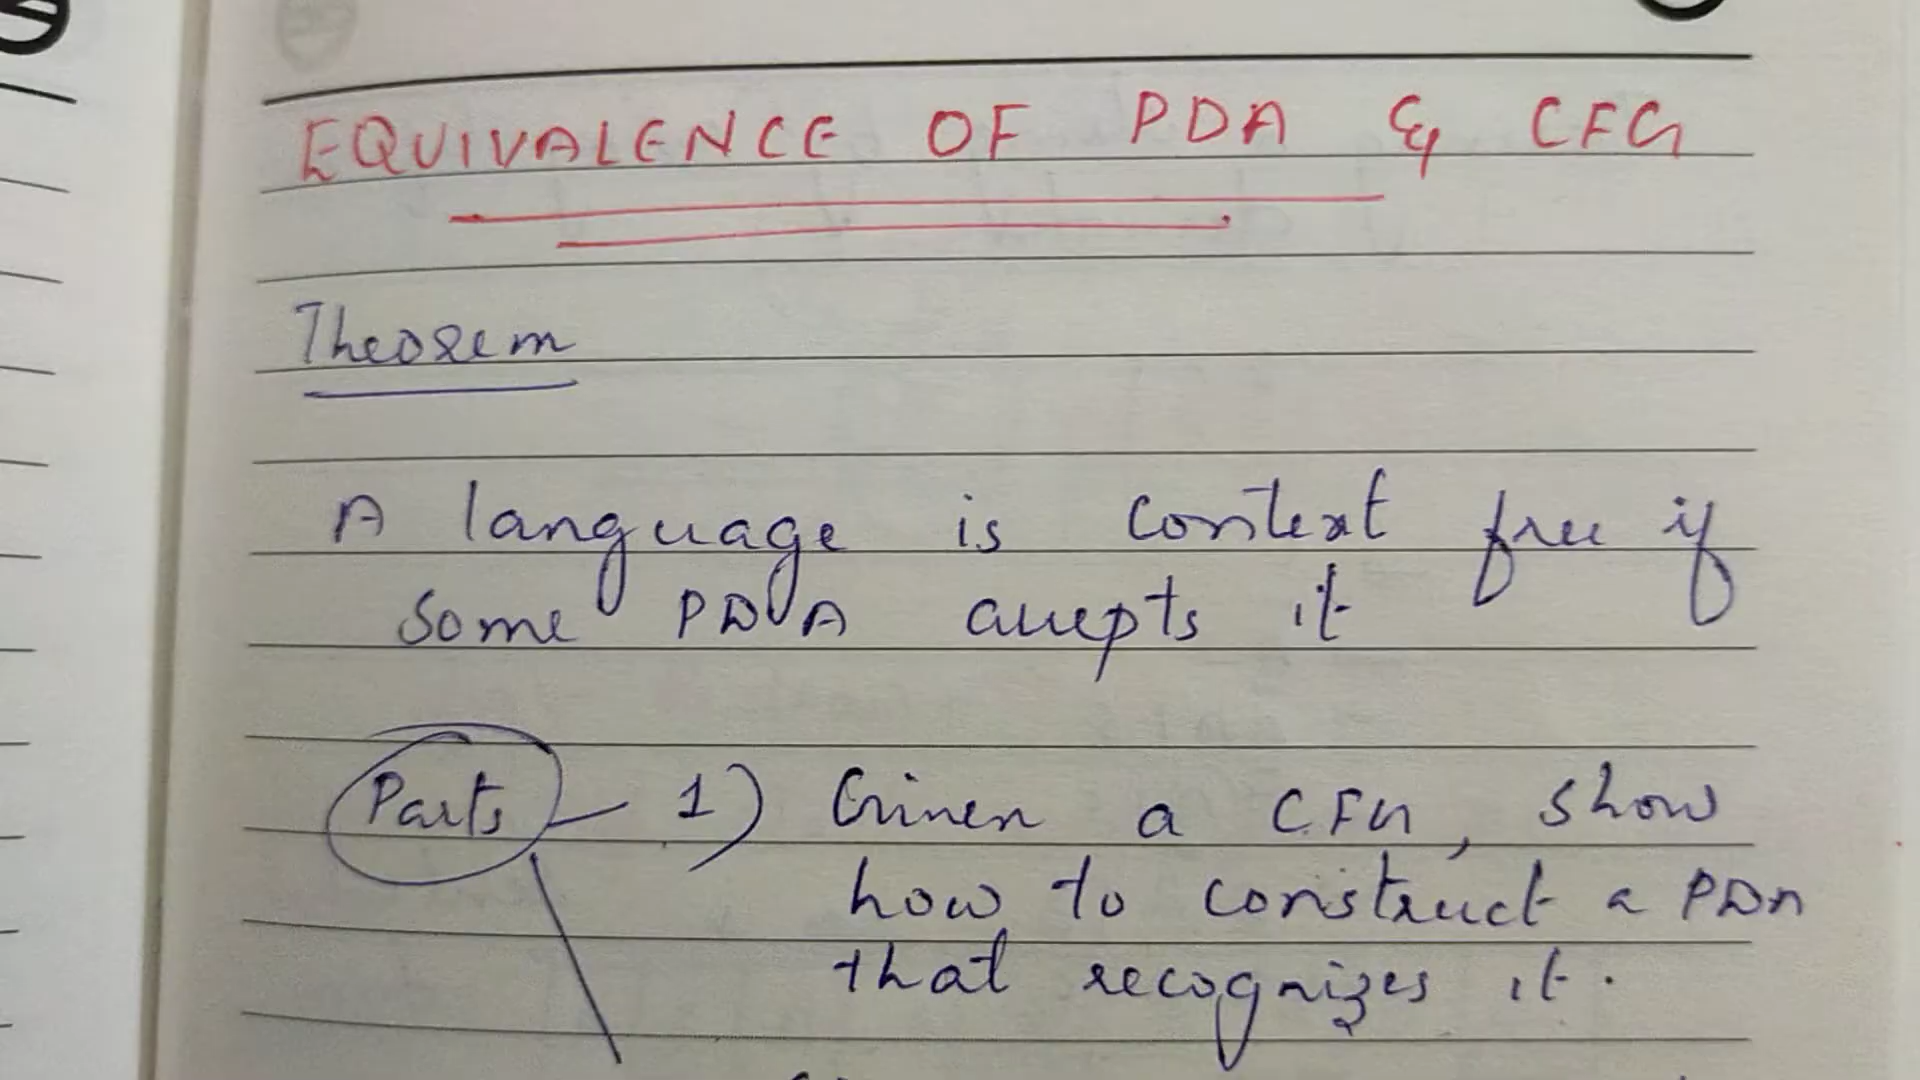 EQUIVALENCE OF PDA & CFG
Theorem
A language is context free if
some PDA accepts it
Parts - 1) Given a CFG, show
how to construct a PDA
that recognizes it.